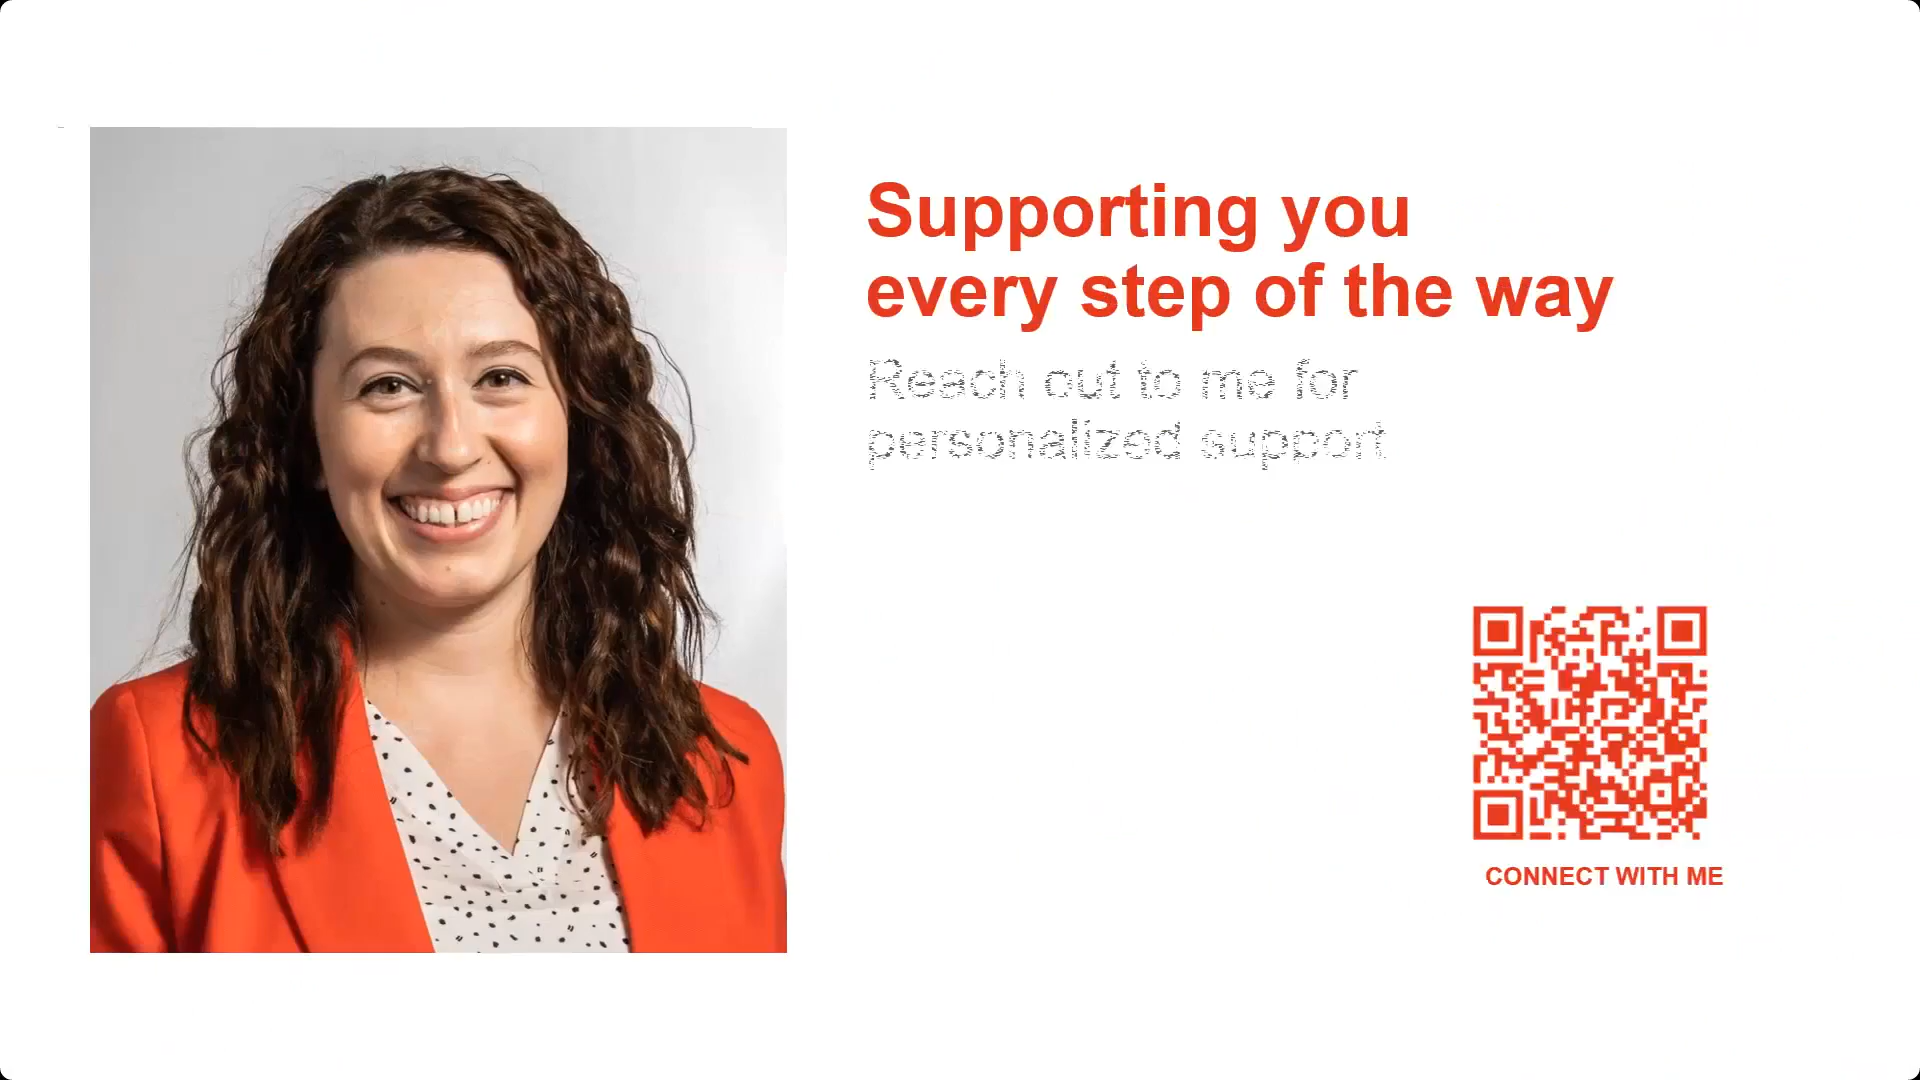 Supporting you
every step of the way
Reach out to me for
personalized support
CONNECT WITH ME